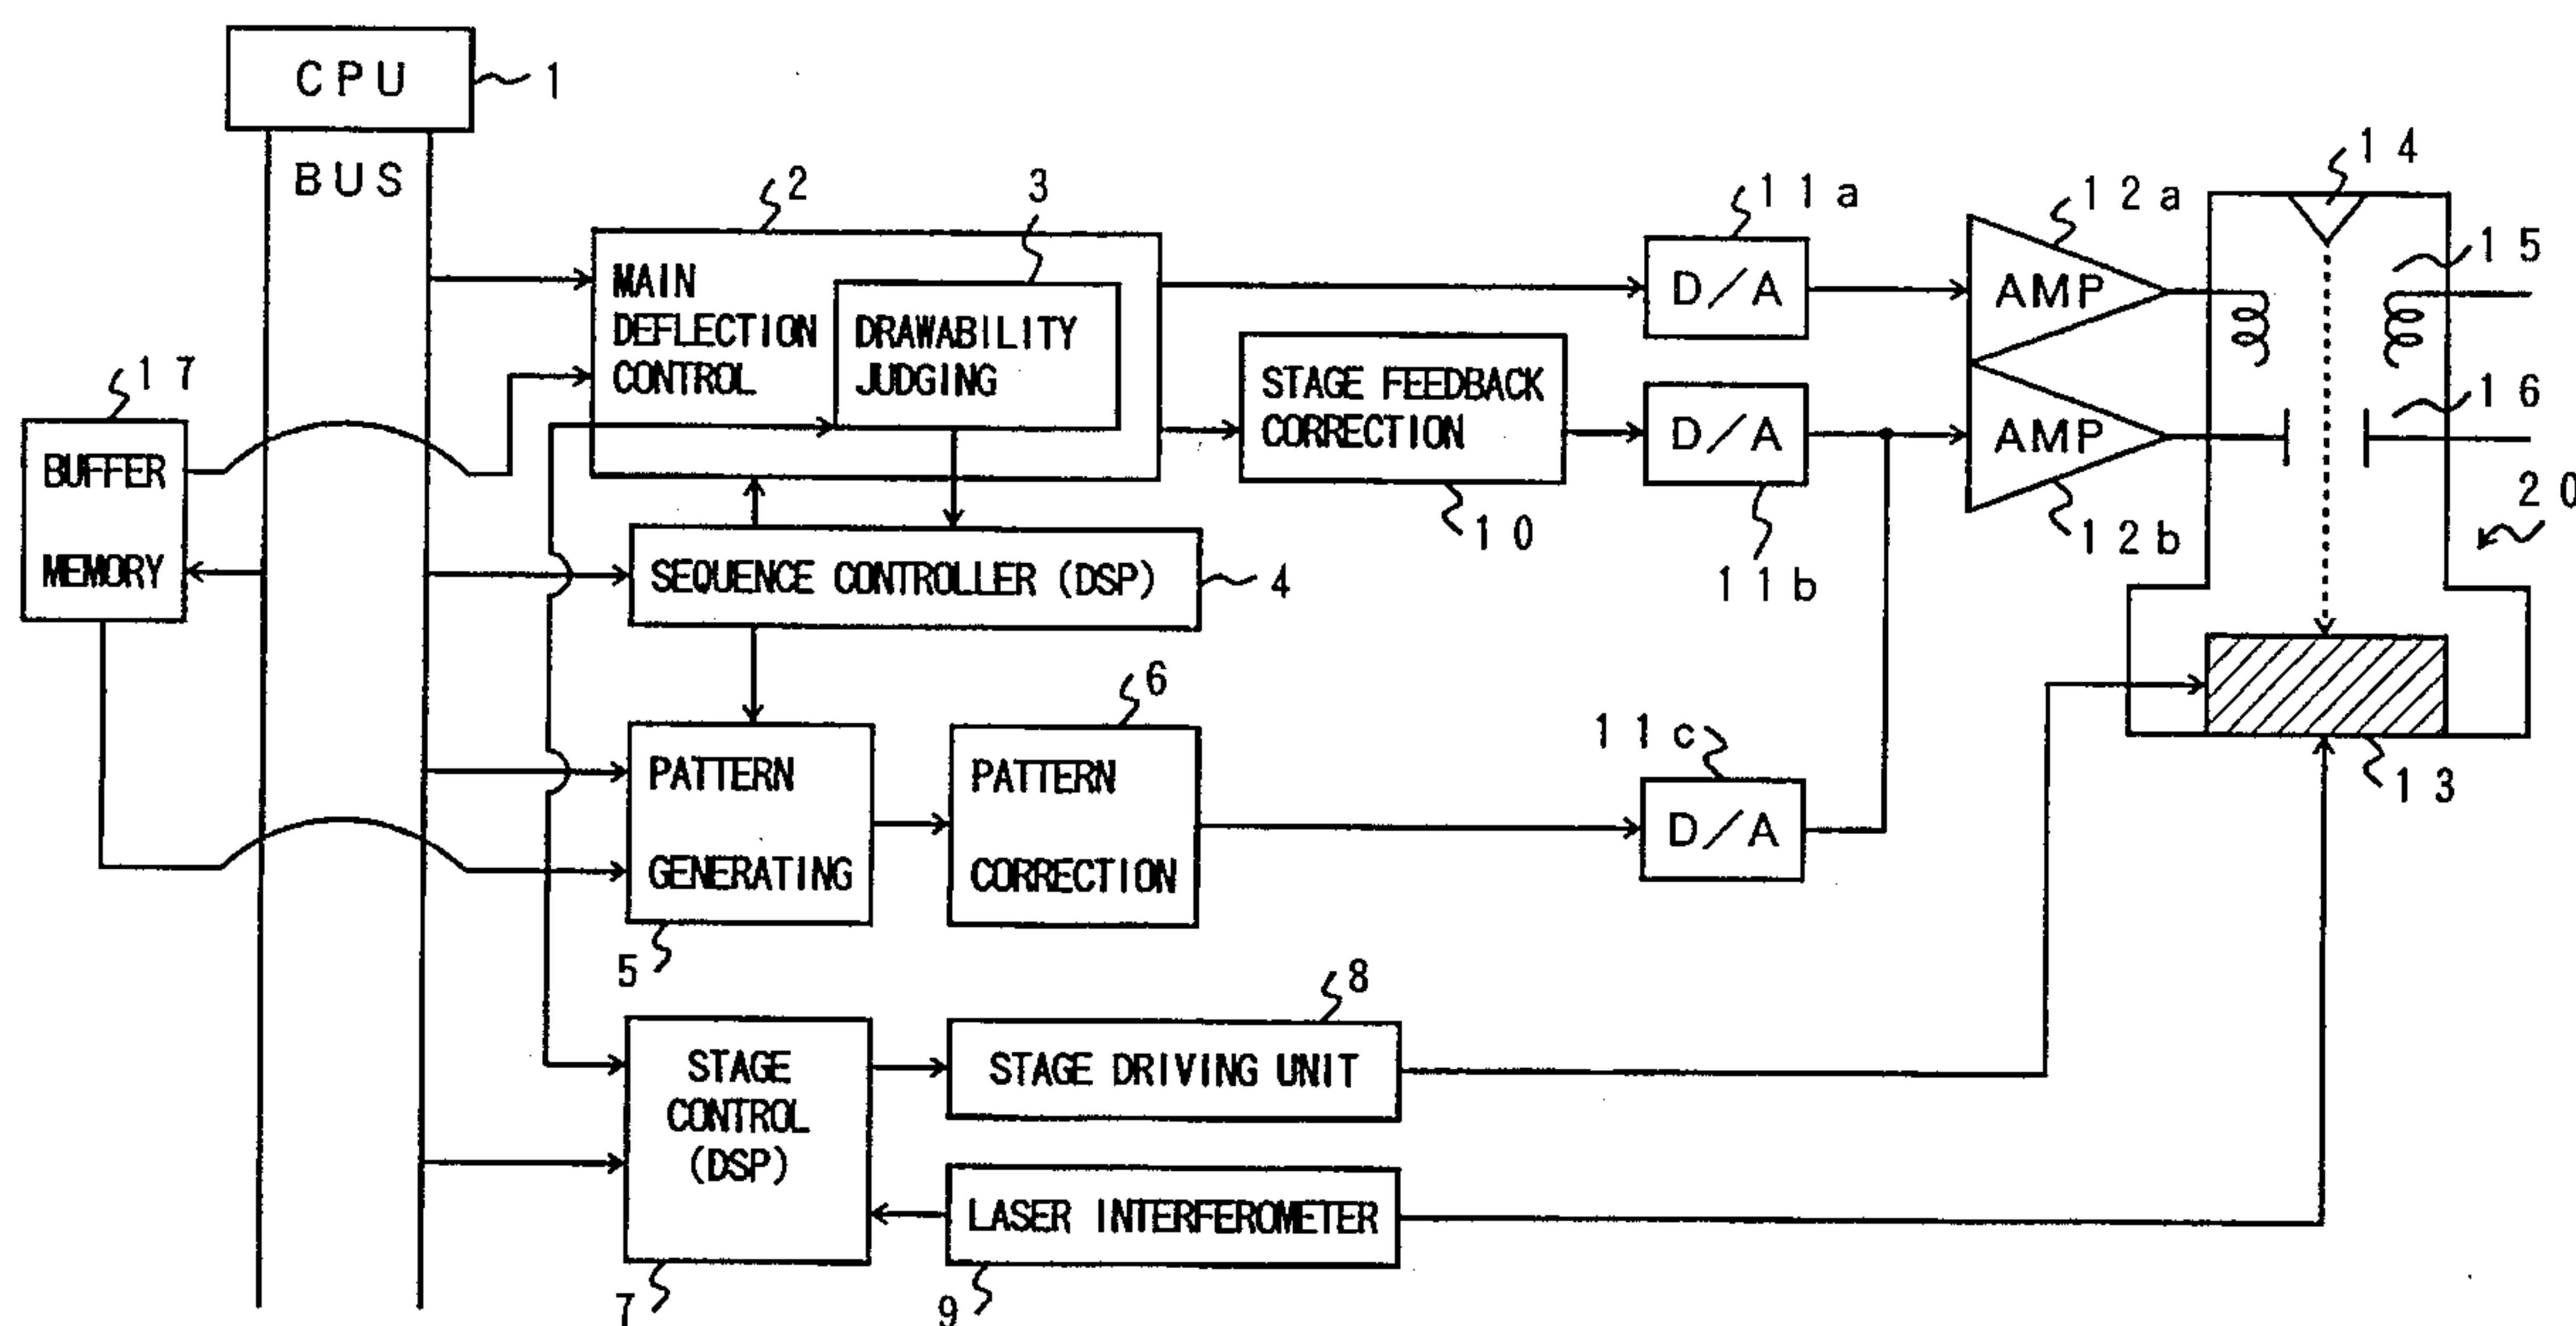 CPU
1
BUS
2
3
MAIN
DEFLECTION
CONTROL
DRAWABILITY
JUDGING
11a
D/A
12a
AMP
14
15
17
BUFFER
MEMORY
STAGE FEEDBACK
CORRECTION
10
D/A
11b
AMP
12b
16
20
SEQUENCE CONTROLLER (DSP)
4
PATTERN
GENERATING
5
6
PATTERN
CORRECTION
11c
D/A
13
STAGE
CONTROL
(DSP)
7
8
STAGE DRIVING UNIT
LASER INTERFEROMETER
9